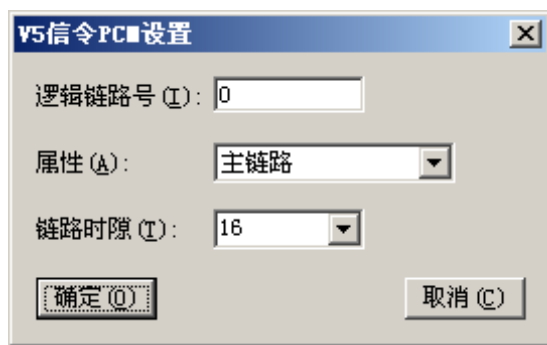 V5信令PCM设置
逻辑链路号(I): 0
属性(A): 主链路
链路时隙(T): 16
确定(O) 取消(C)